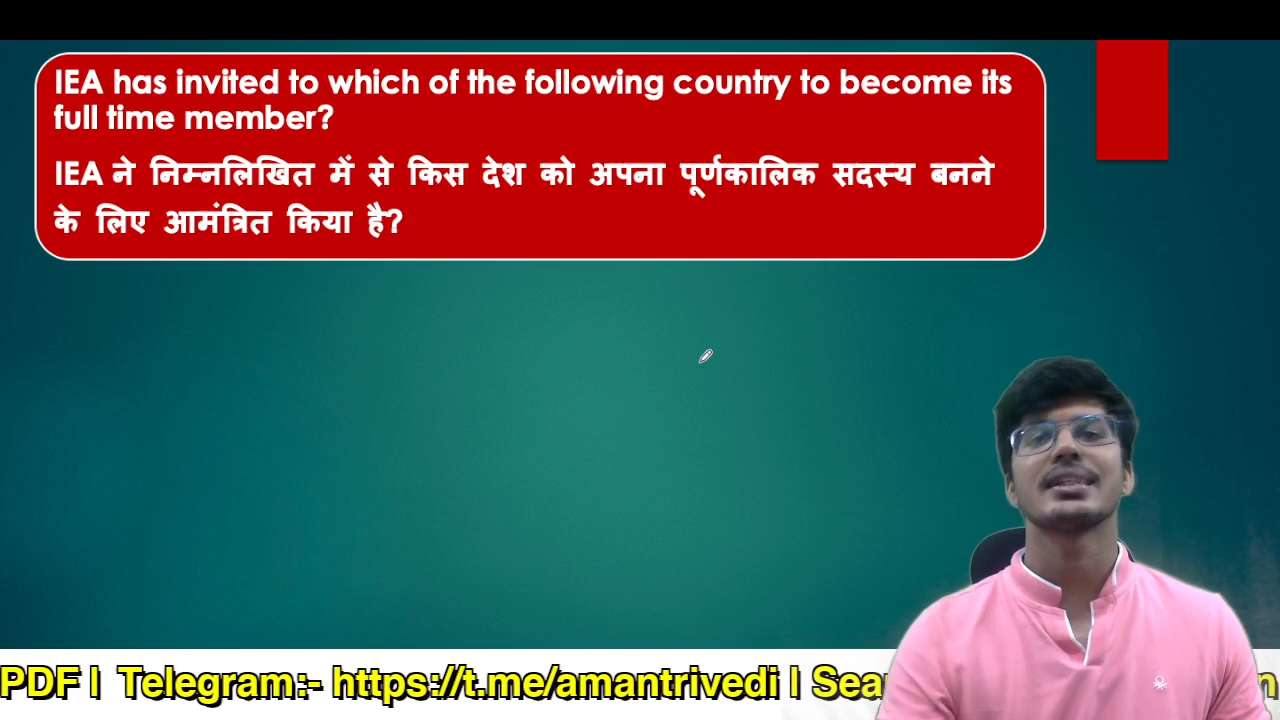 IEA has invited to which of the following country to become its
full time member?
IEA ने निम्नलिखित में से किस देश को अपना पूर्णकालिक सदस्य बनने
के लिए आमंत्रित किया है?
PDF | Telegram:- https://t.me/amantrivedi |